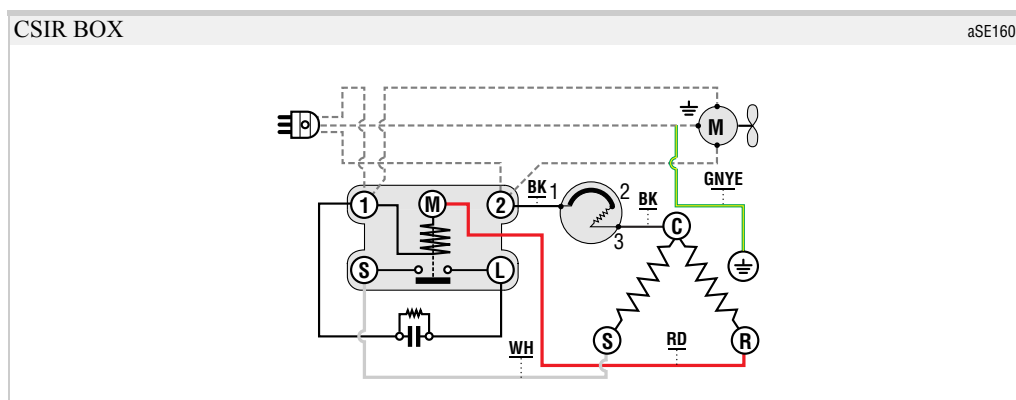 CSIR BOX
aSE160
M
GNYE
BK 1 2 BK
1 M 2
3 C
S L
S R
WH RD